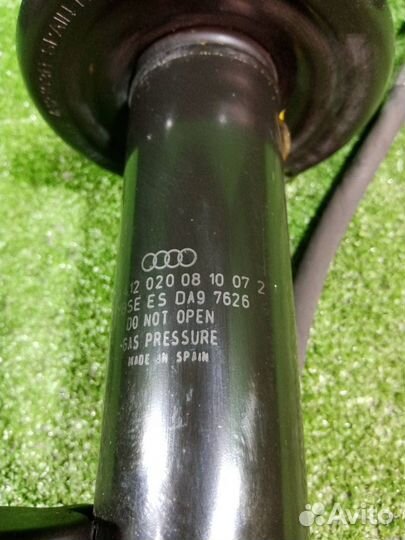 SPAIN
12 020 08 10 07 2
SE ES DA9 7626
DO NOT OPEN
GAS PRESSURE
MADE IN SPAIN
Avito